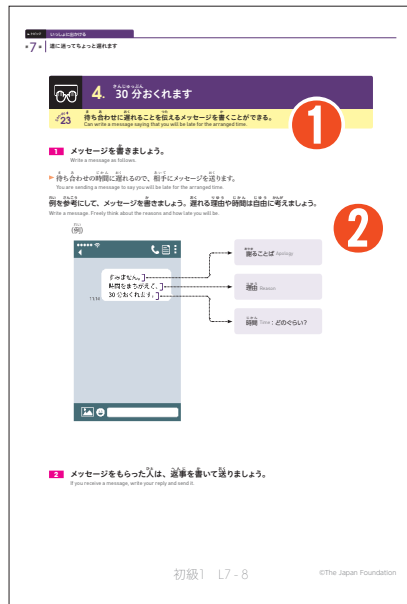 いっしょに出かける
第7課 道に迷ってちょっと遅れます
4. 30分おくれます
23 待ち合わせに遅れることを伝えるメッセージを書くことができる。
Can write a message saying that you will be late for the arranged time.
1
1 メッセージを書きましょう。
Write a message as follows.
► 待ち合わせの時間に遅れるので、相手にメッセージを送ります。
You are sending a message to say you will be late for the arranged time.
例を参考にして、メッセージを書きましょう。遅れる理由や時間は自由に考えましょう。
Write a message. Freely think about the reasons and how late you will be.
2
(例)
すみません。
時間をまちがえて、
30分おくれます。
謝ることば Apology
理由 Reason
時間 Time：どのぐらい？
2 メッセージをもらった人は、返事を書いて送りましょう。
If you receive a message, write your reply and send it.
初級1 L7 - 8
©The Japan Foundation